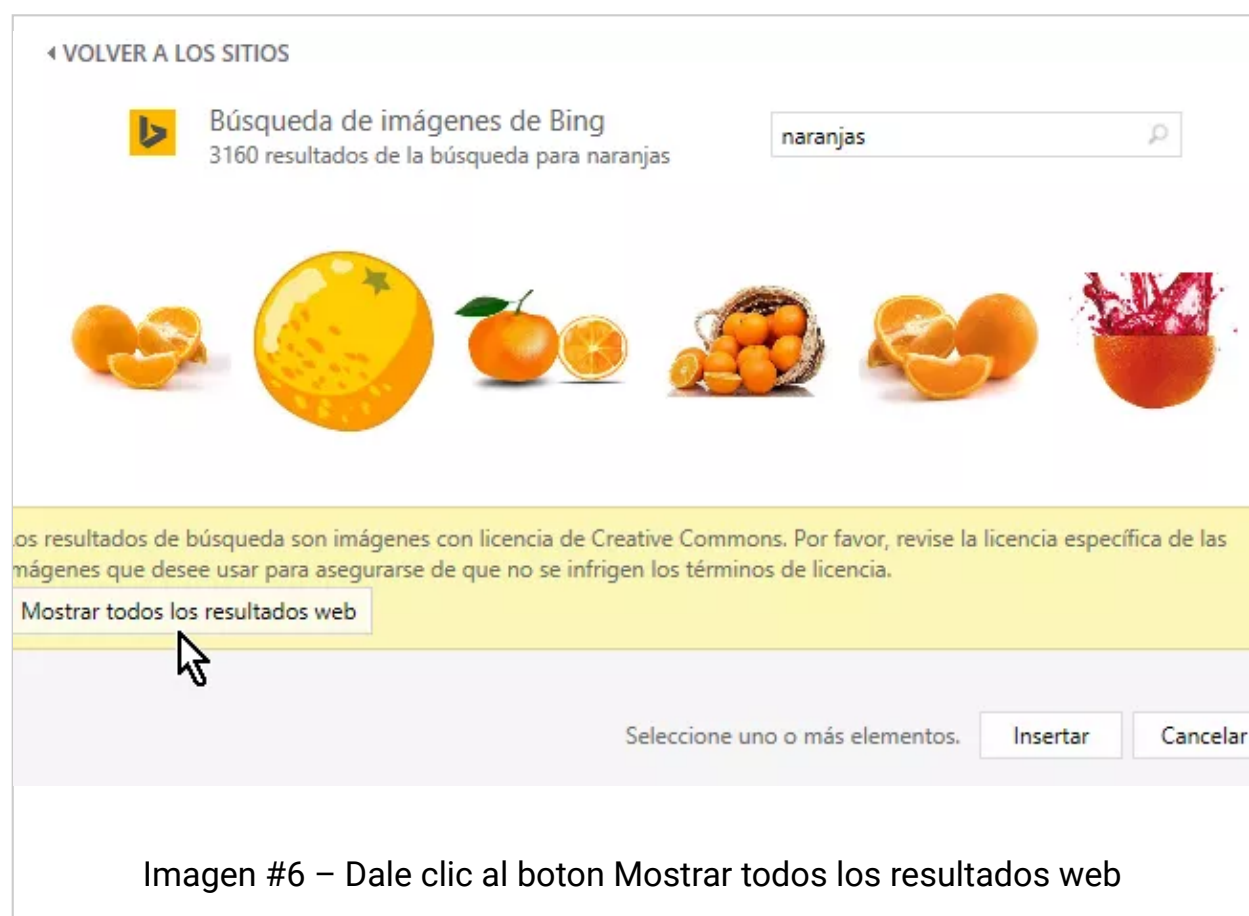 VOLVER A LOS SITIOS
Búsqueda de imágenes de Bing
3160 resultados de la búsqueda para naranjas
naranjas
os resultados de búsqueda son imágenes con licencia de Creative Commons. Por favor, revise la licencia específica de las
mágenes que desee usar para asegurarse de que no se infrigen los términos de licencia.
Mostrar todos los resultados web
Seleccione uno o más elementos.
Insertar
Cancelar
Imagen #6 – Dale clic al boton Mostrar todos los resultados web